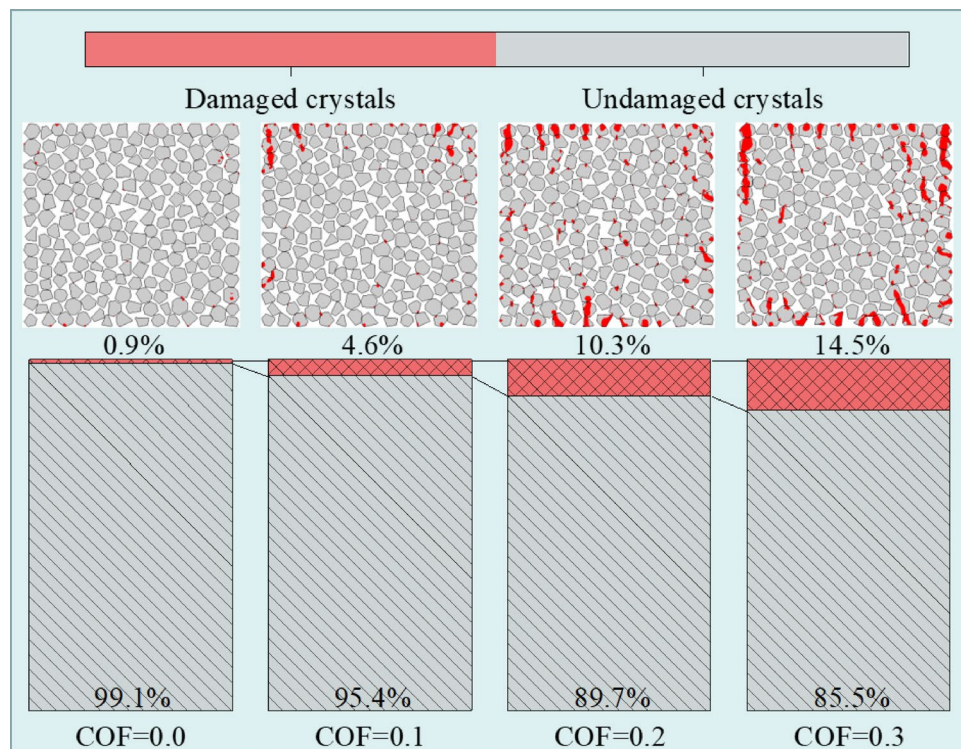 Damaged crystals Undamaged crystals
0.9% 4.6% 10.3% 14.5%
99.1% 95.4% 89.7% 85.5%
COF=0.0 COF=0.1 COF=0.2 COF=0.3